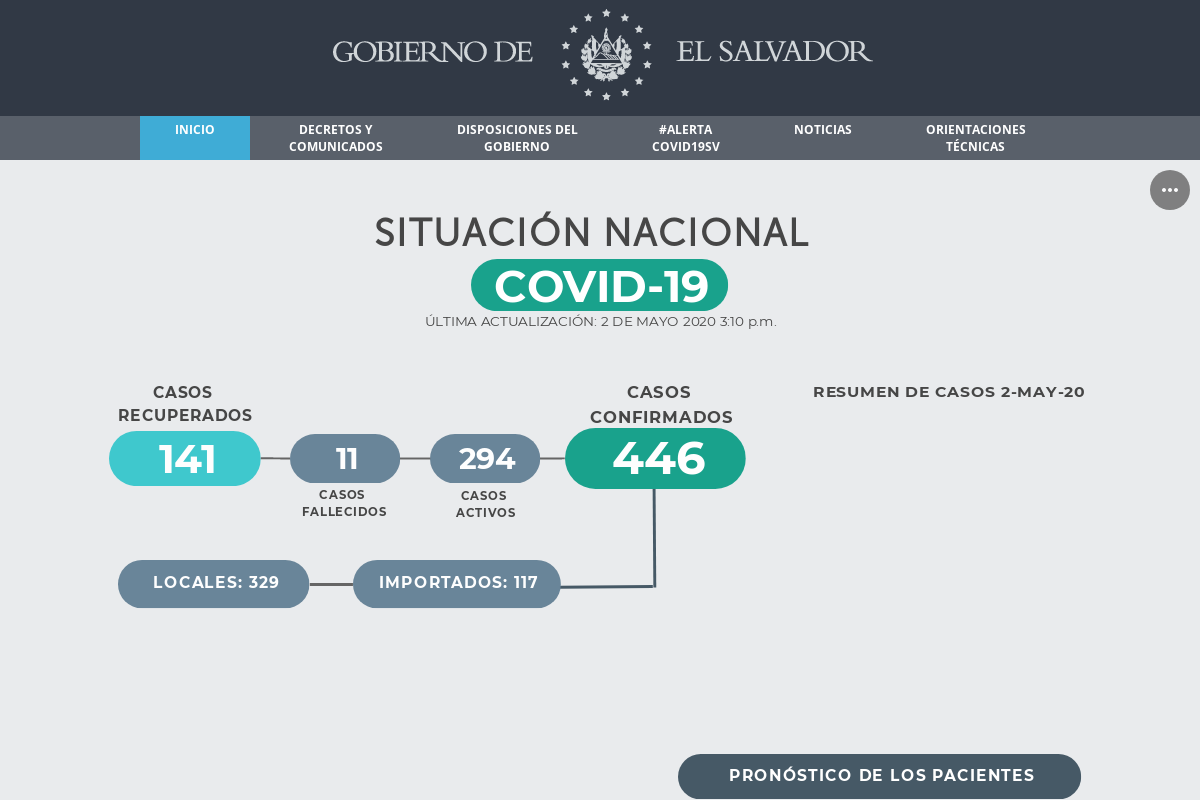 GOBIERNO DE EL SALVADOR
INICIO
DECRETOS Y
COMUNICADOS
DISPOSICIONES DEL
GOBIERNO
#ALERTA
COVID19SV
NOTICIAS
ORIENTACIONES
TÉCNICAS
SITUACIÓN NACIONAL
COVID-19
ÚLTIMA ACTUALIZACIÓN: 2 DE MAYO 2020 3:10 p.m.
CASOS
RECUPERADOS
141
11
CASOS
FALLECIDOS
294
CASOS
ACTIVOS
CASOS
CONFIRMADOS
446
RESUMEN DE CASOS 2-MAY-20
LOCALES: 329
IMPORTADOS: 117
PRONÓSTICO DE LOS PACIENTES